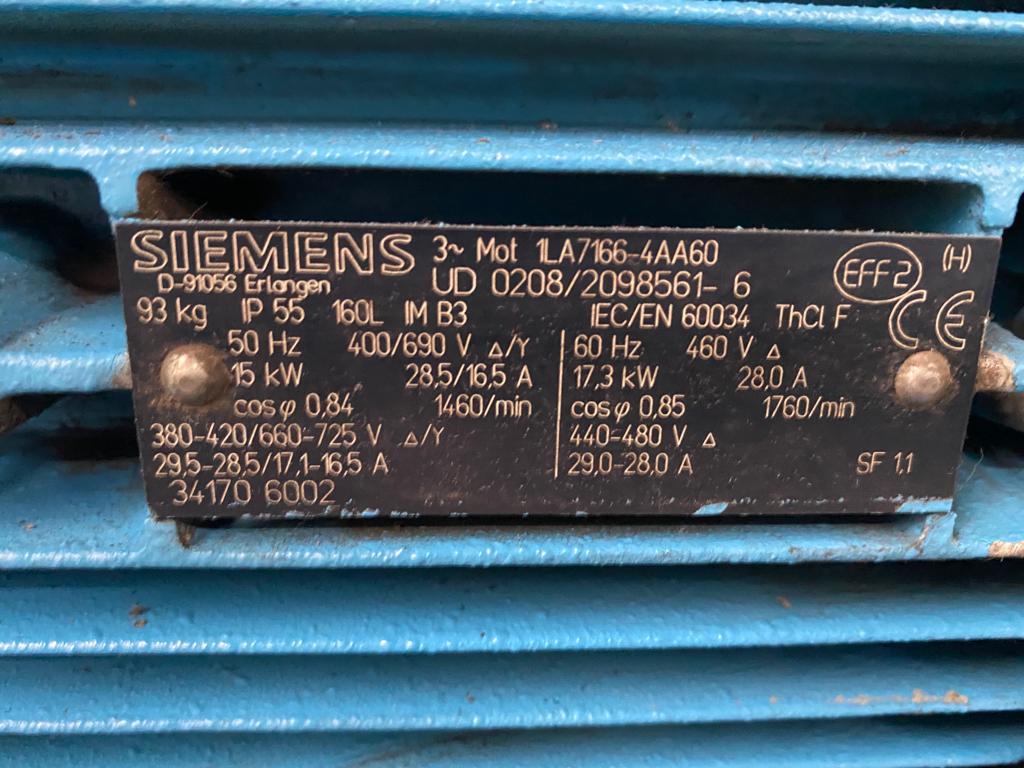 SIEMENS 3~ Mot 1LA7166-4AA60
D-91056 Erlangen UD 0208/2098561-6 EFF2 (H)
93 kg IP 55 160L IM B3 IEC/EN 60034 ThCl F CE
50 Hz 400/690 V △/Y 60 Hz 460 V △
15 kW 28,5/16,5 A 17,3 kW 28,0 A
cos φ 0,84 1460/min cos φ 0,85 1760/min
380-420/660-725 V △/Y 440-480 V △
29,5-28,5/17,1-16,5 A 29,0-28,0 A SF 1,1
34170 6002